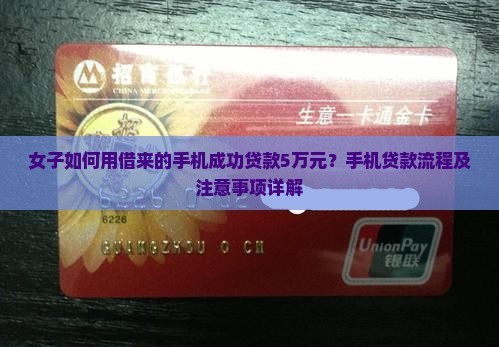 招商银行
CHINA MERCHANTS BANK
生意一卡通金卡
女子如何用借来的手机成功贷款5万元？手机贷款流程及
注意事项详解
6226
GUANGZHOU O CM
UnionPay
银联